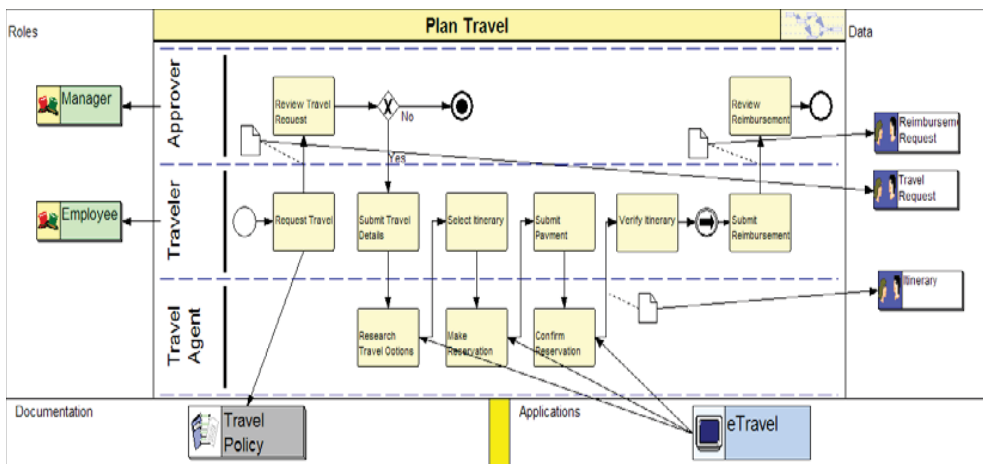 Roles
Plan Travel
Data
Approver
Manager
Review Travel
Request
No
Yes
Review
Reimbursement
Reimburseme
Request
Travel
Request
Traveler
Employee
Request Travel
Submit Travel
Details
Select Itinerary
Submit
Payment
Verify Itinerary
Submit
Reimbursement
Itinerary
Travel
Agent
Research
Travel Options
Make
Reservation
Confirm
Reservation
Documentation
Travel
Policy
Applications
eTravel